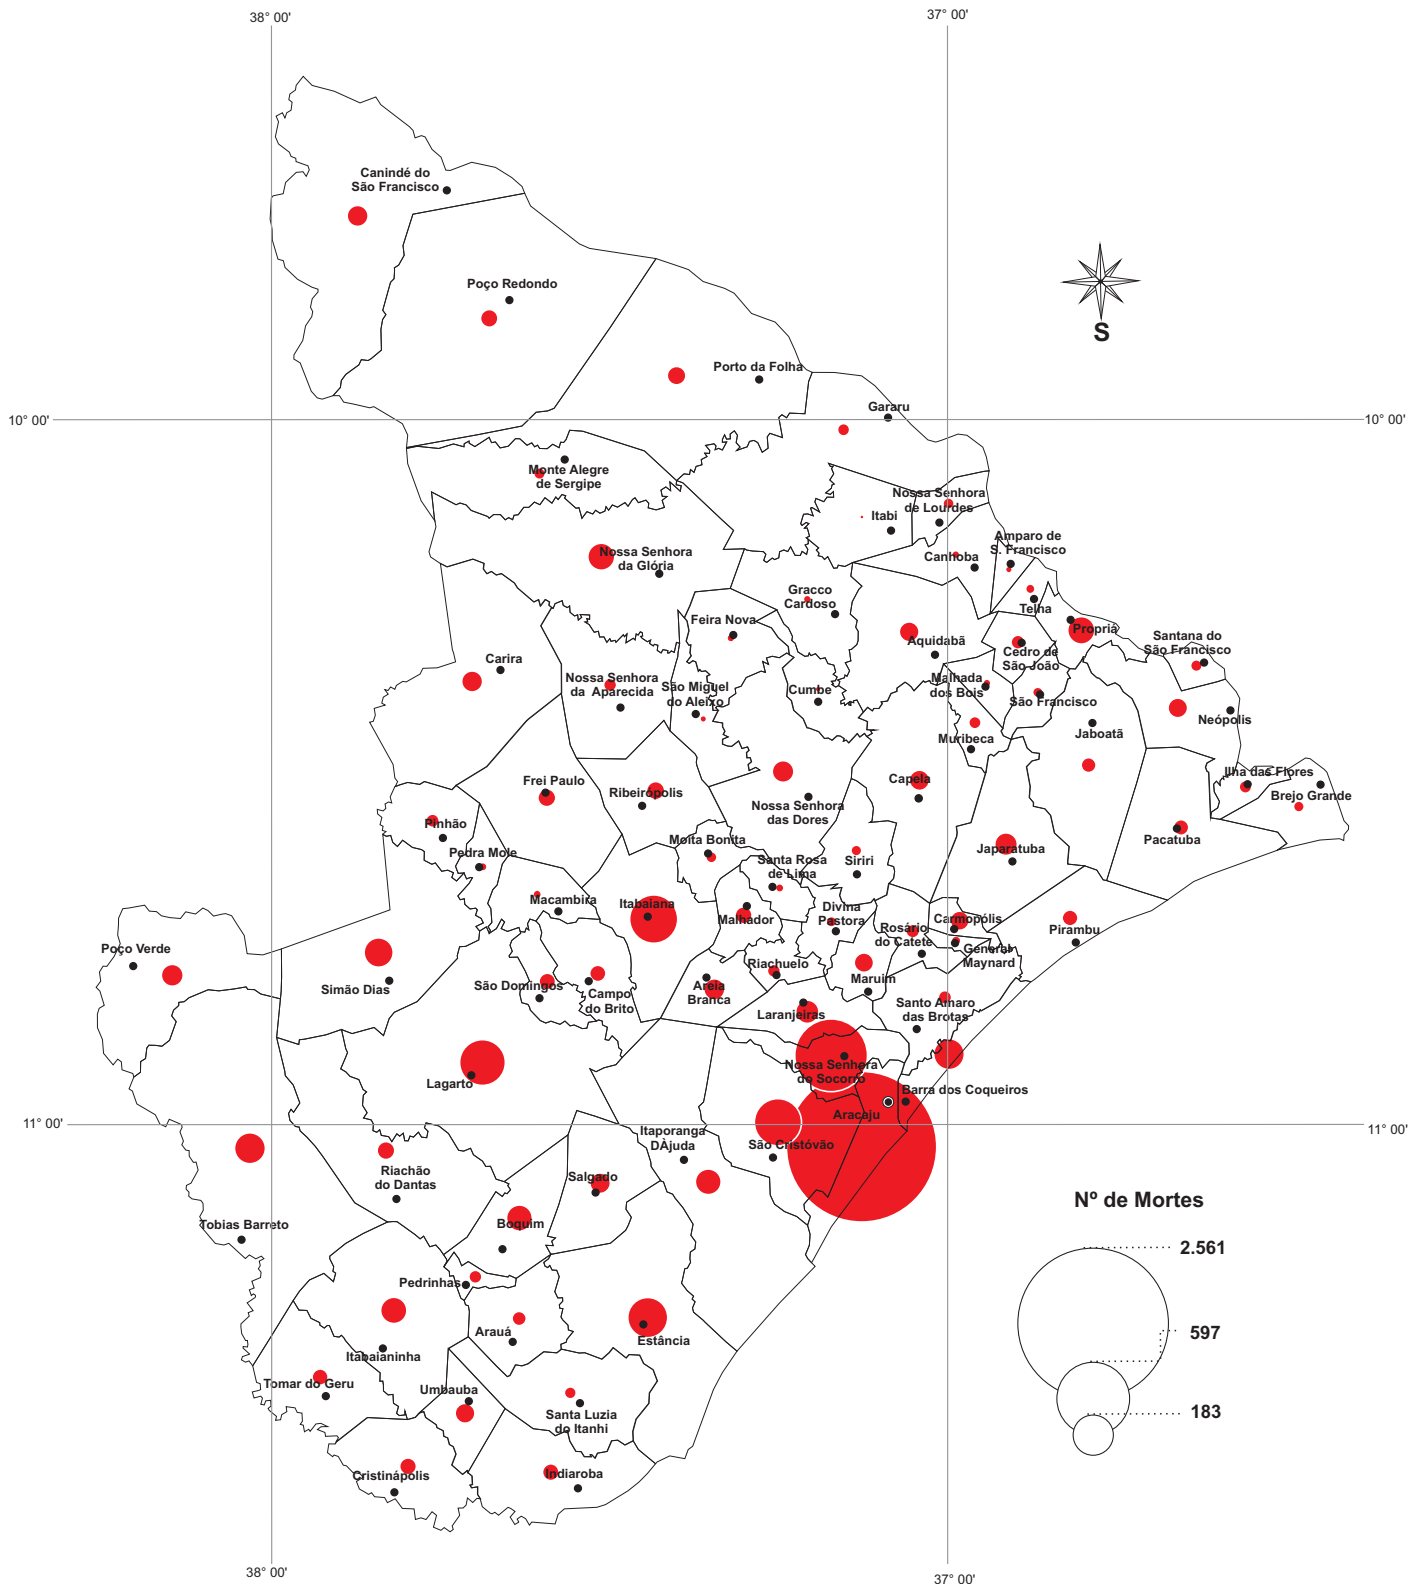 38° 00'
37° 00'
Canindé do
São Francisco
Poço Redondo
S
Porto da Folha
Gararu
10° 00'
10° 00'
Monte Alegre
de Sergipe
Nossa Senhora
de Lourdes
Itabi
Amparo de
S. Francisco
Canhoba
Nossa Senhora
da Glória
Gracco
Cardoso
Telha
Feira Nova
Propriá
Santana do
São Francisco
Aquidabã
Cedro de
São João
Carira
Nossa Senhora
da Aparecida
São Miguel
do Aleixo
Cumbe
Malhada
dos Bois
São Francisco
Neópolis
Jaboatã
Muribeca
Frei Paulo
Ribeirópolis
Capela
Ilha das Flores
Brejo Grande
Nossa Senhora
das Dores
Pinhão
Pedra Mole
Moita Bonita
Santa Rosa
de Lima
Siriri
Japaratuba
Pacatuba
Macambira
Itabaiana
Malhador
Divina
Pastora
Rosário
do Catete
Carmopólis
General
Maynard
Pirambu
Poço Verde
Simão Dias
São Domingos
Campo
do Brito
Areia
Branca
Riachuelo
Maruim
Laranjeiras
Santo Amaro
das Brotas
Lagarto
Nossa Senhora
do Socorro
Barra dos Coqueiros
Aracaju
11° 00'
11° 00'
Itaporanga
DÀjuda
São Cristóvão
Riachão
do Dantas
Salgado
Nº de Mortes
Tobias Barreto
Boquim
2.561
Pedrinhas
Arauá
Estância
597
Itabaianinha
Tomar do Geru
Umbauba
Santa Luzia
do Itanhi
183
Cristinápolis
Indiaroba
38° 00'
37° 00'